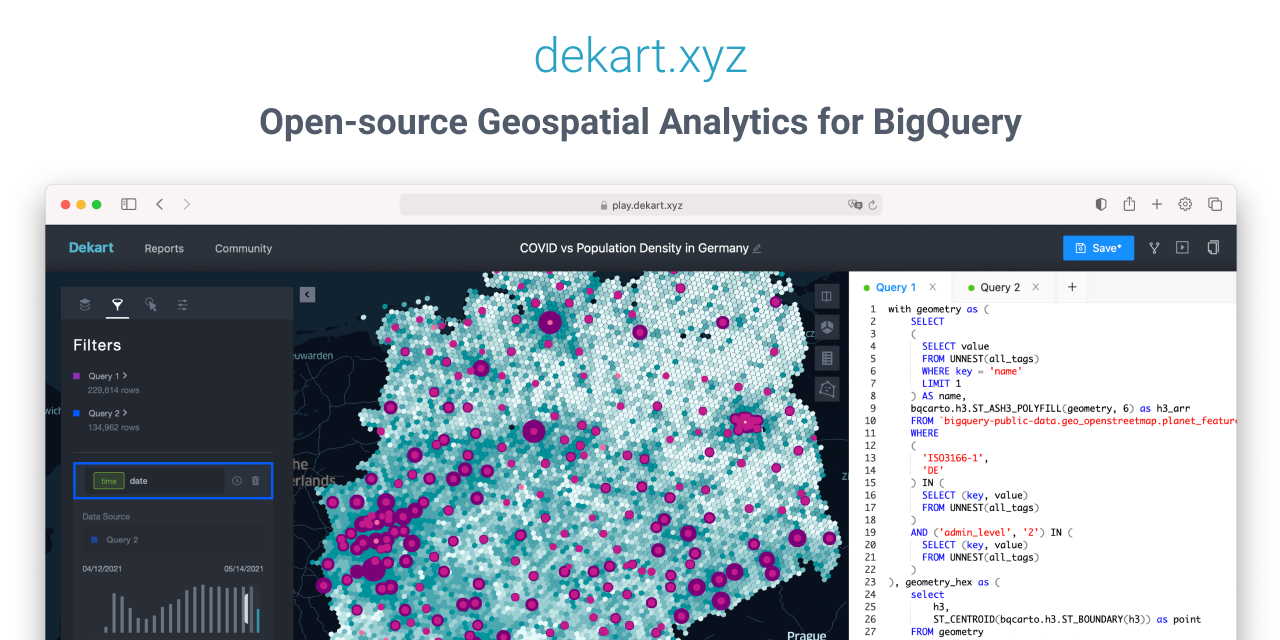 dekart.xyz
Open-source Geospatial Analytics for BigQuery
play.dekart.xyz
Dekart
Reports
Community
COVID vs Population Density in Germany
Save*
Filters
Query 1
229,614 rows
Query 2
134,962 rows
time date
Data Source
Query 2
04/12/2021 05/14/2021
euwarden
The
erlands
Prague
Query 1
Query 2
1 with geometry as (
2 SELECT
3 (
4 SELECT value
5 FROM UNNEST(all_tags)
6 WHERE key = 'name'
7 LIMIT 1
8 ) AS name,
9 bqcarto.h3.ST_ASH3_POLYFILL(geometry, 6) as h3_arr
10 FROM `bigquery-public-data.geo_openstreetmap.planet_feature
11 WHERE
12 (
13 'ISO3166-1',
14 'DE'
15 ) IN (
16 SELECT (key, value)
17 FROM UNNEST(all_tags)
18 )
19 AND ('admin_level', '2') IN (
20 SELECT (key, value)
21 FROM UNNEST(all_tags)
22 )
23 ), geometry_hex as (
24 select
25 h3,
26 ST_CENTROID(bqcarto.h3.ST_BOUNDARY(h3)) as point
27 FROM geometry